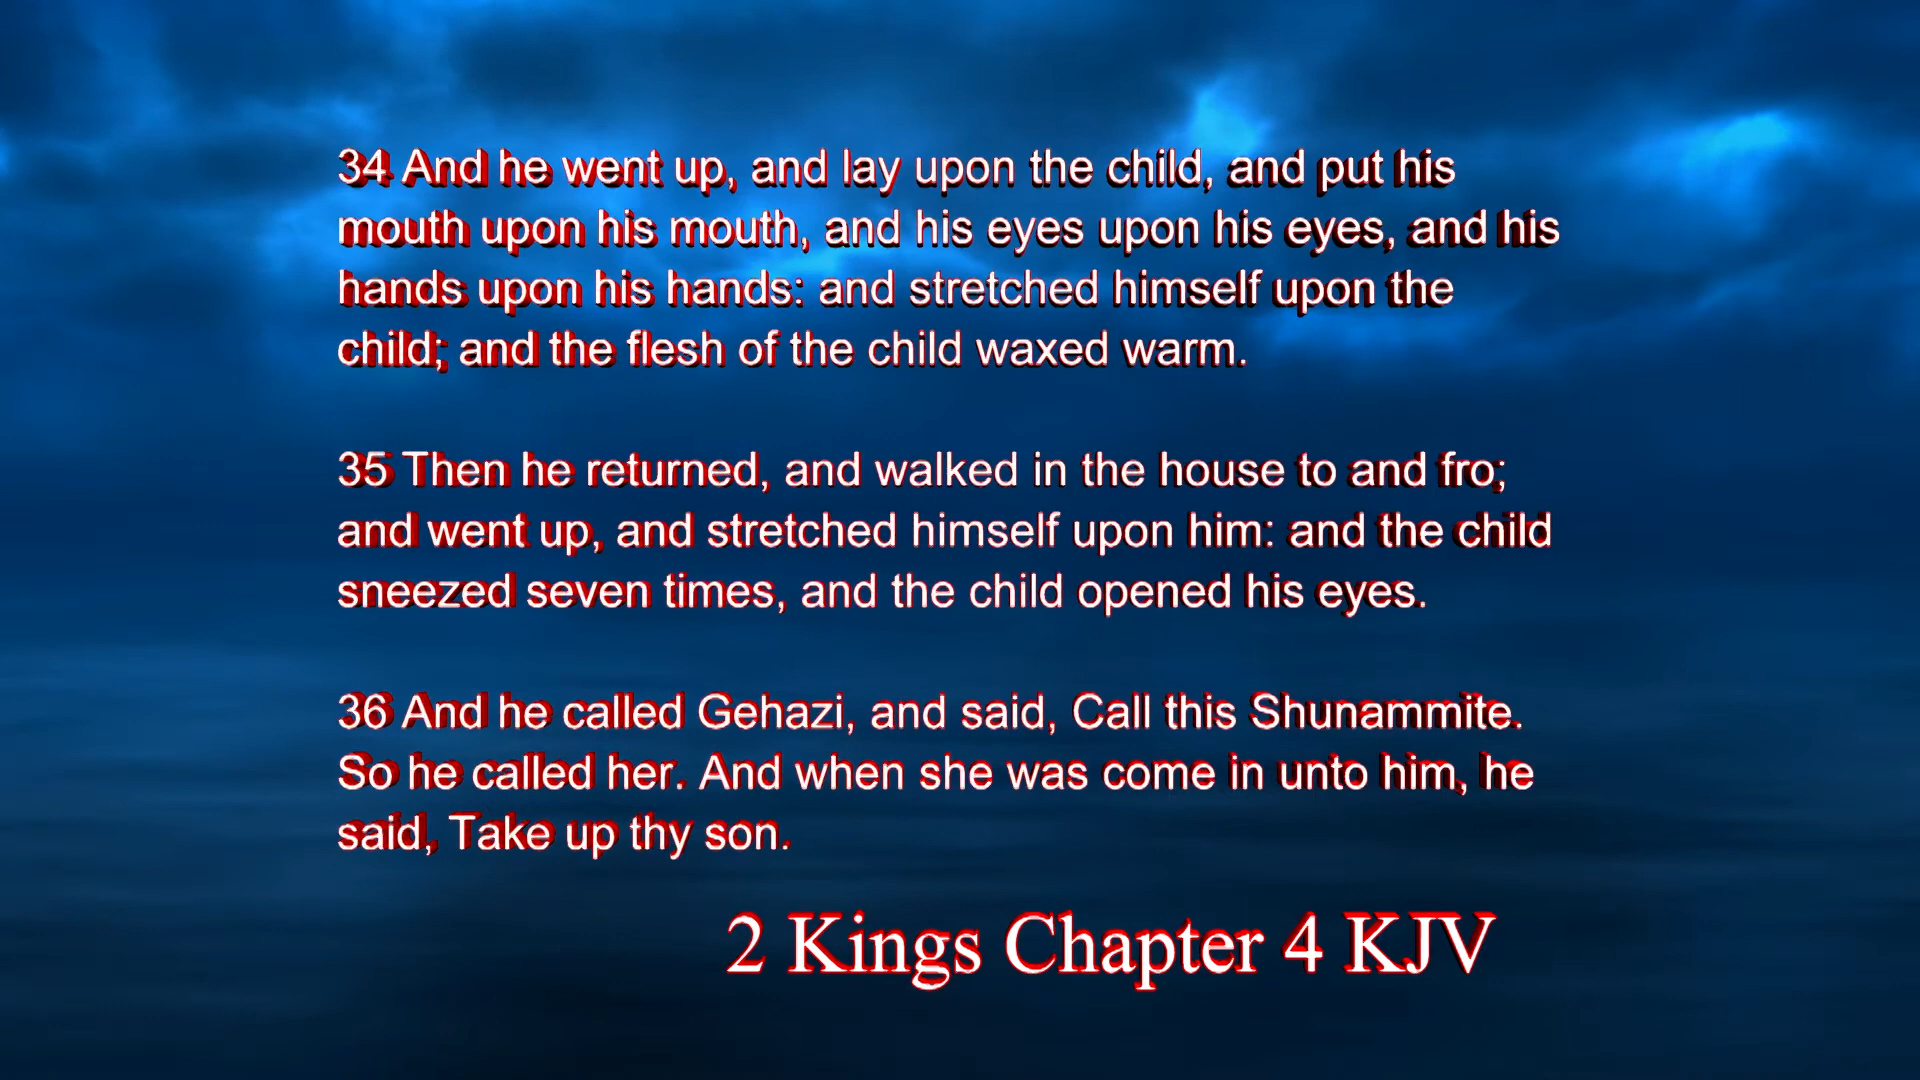 34 And he went up, and lay upon the child, and put his
mouth upon his mouth, and his eyes upon his eyes, and his
hands upon his hands: and stretched himself upon the
child; and the flesh of the child waxed warm.
35 Then he returned, and walked in the house to and fro;
and went up, and stretched himself upon him: and the child
sneezed seven times, and the child opened his eyes.
36 And he called Gehazi, and said, Call this Shunammite.
So he called her. And when she was come in unto him, he
said, Take up thy son.
2 Kings Chapter 4 KJV